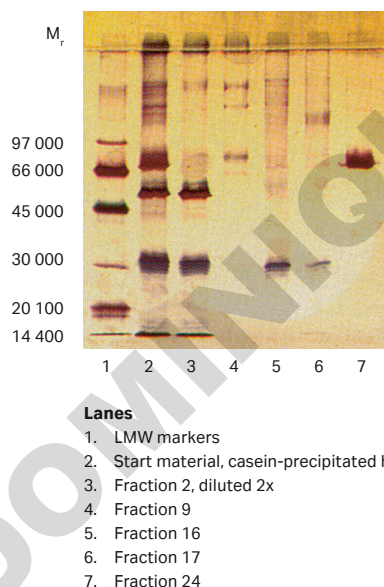 Mr
97 000
66 000
45 000
30 000
20 100
14 400
1 2 3 4 5 6 7
Lanes
1. LMW markers
2. Start material, casein-precipitated
3. Fraction 2, diluted 2x
4. Fraction 9
5. Fraction 16
6. Fraction 17
7. Fraction 24